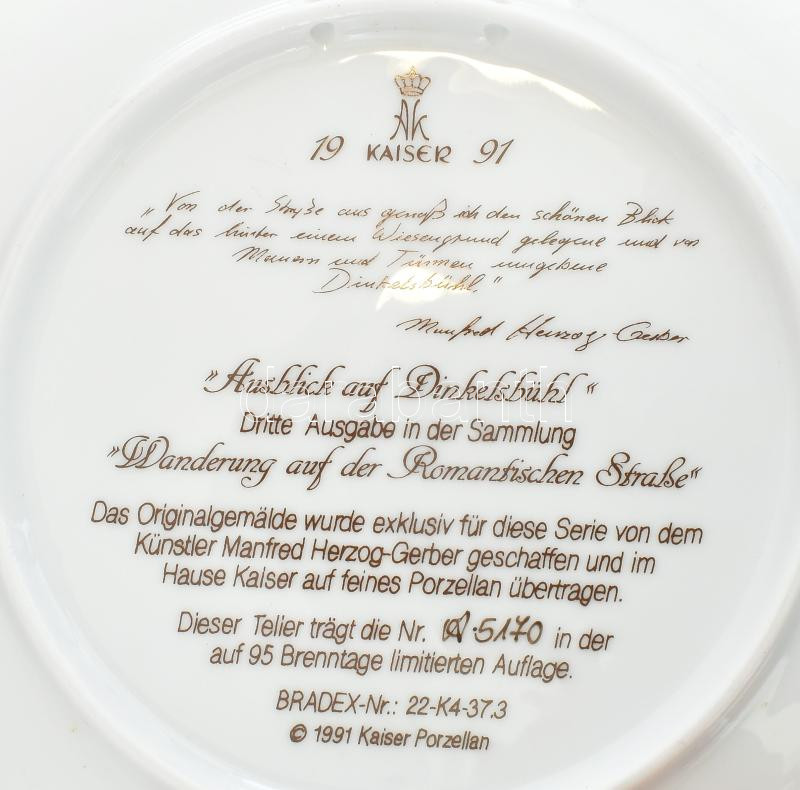 AK
19 KAISER 91
„Von der Straße aus genoß ich den schönen Blick
auf das hinter einem Wiesengrund gelegene und von
Mauern und Türmen umgebene
Dinkelsbühl."
Manfred Herzog-Gerber
"Ausblick auf Dinkelsbühl"
darabanth
Dritte Ausgabe in der Sammlung
"Wanderung auf der Romantischen Straße"
Das Originalgemälde wurde exklusiv für diese Serie von dem
Künstler Manfred Herzog-Gerber geschaffen und im
Hause Kaiser auf feines Porzellan übertragen.
Dieser Telier trägt die Nr. A·5170 in der
auf 95 Brenntage limitierten Auflage.
BRADEX-Nr.: 22-K4-37.3
© 1991 Kaiser Porzellan